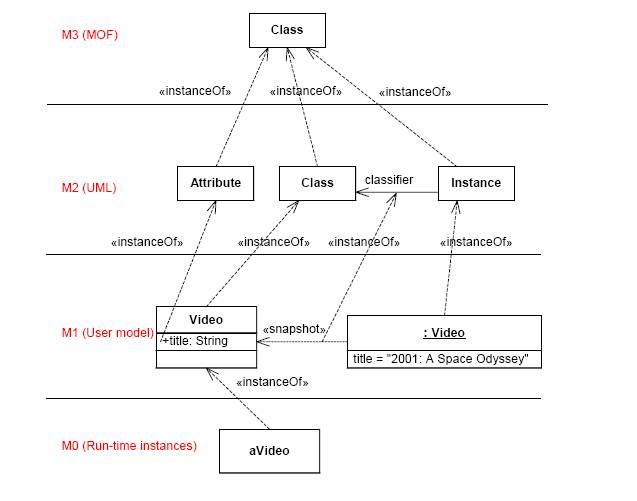 Class
M3 (MOF)
«instanceOf» «instanceOf» «instanceOf»
classifier
M2 (UML) Attribute Class Instance
«instanceOf» «instanceOf» «instanceOf» «instanceOf»
Video
M1 (User model) +title: String «snapshot» : Video
title = "2001: A Space Odyssey"
«instanceOf»
M0 (Run-time instances)
aVideo